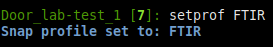 Door_lab-test_1 [7]: setprof FTIR
Snap profile set to: FTIR